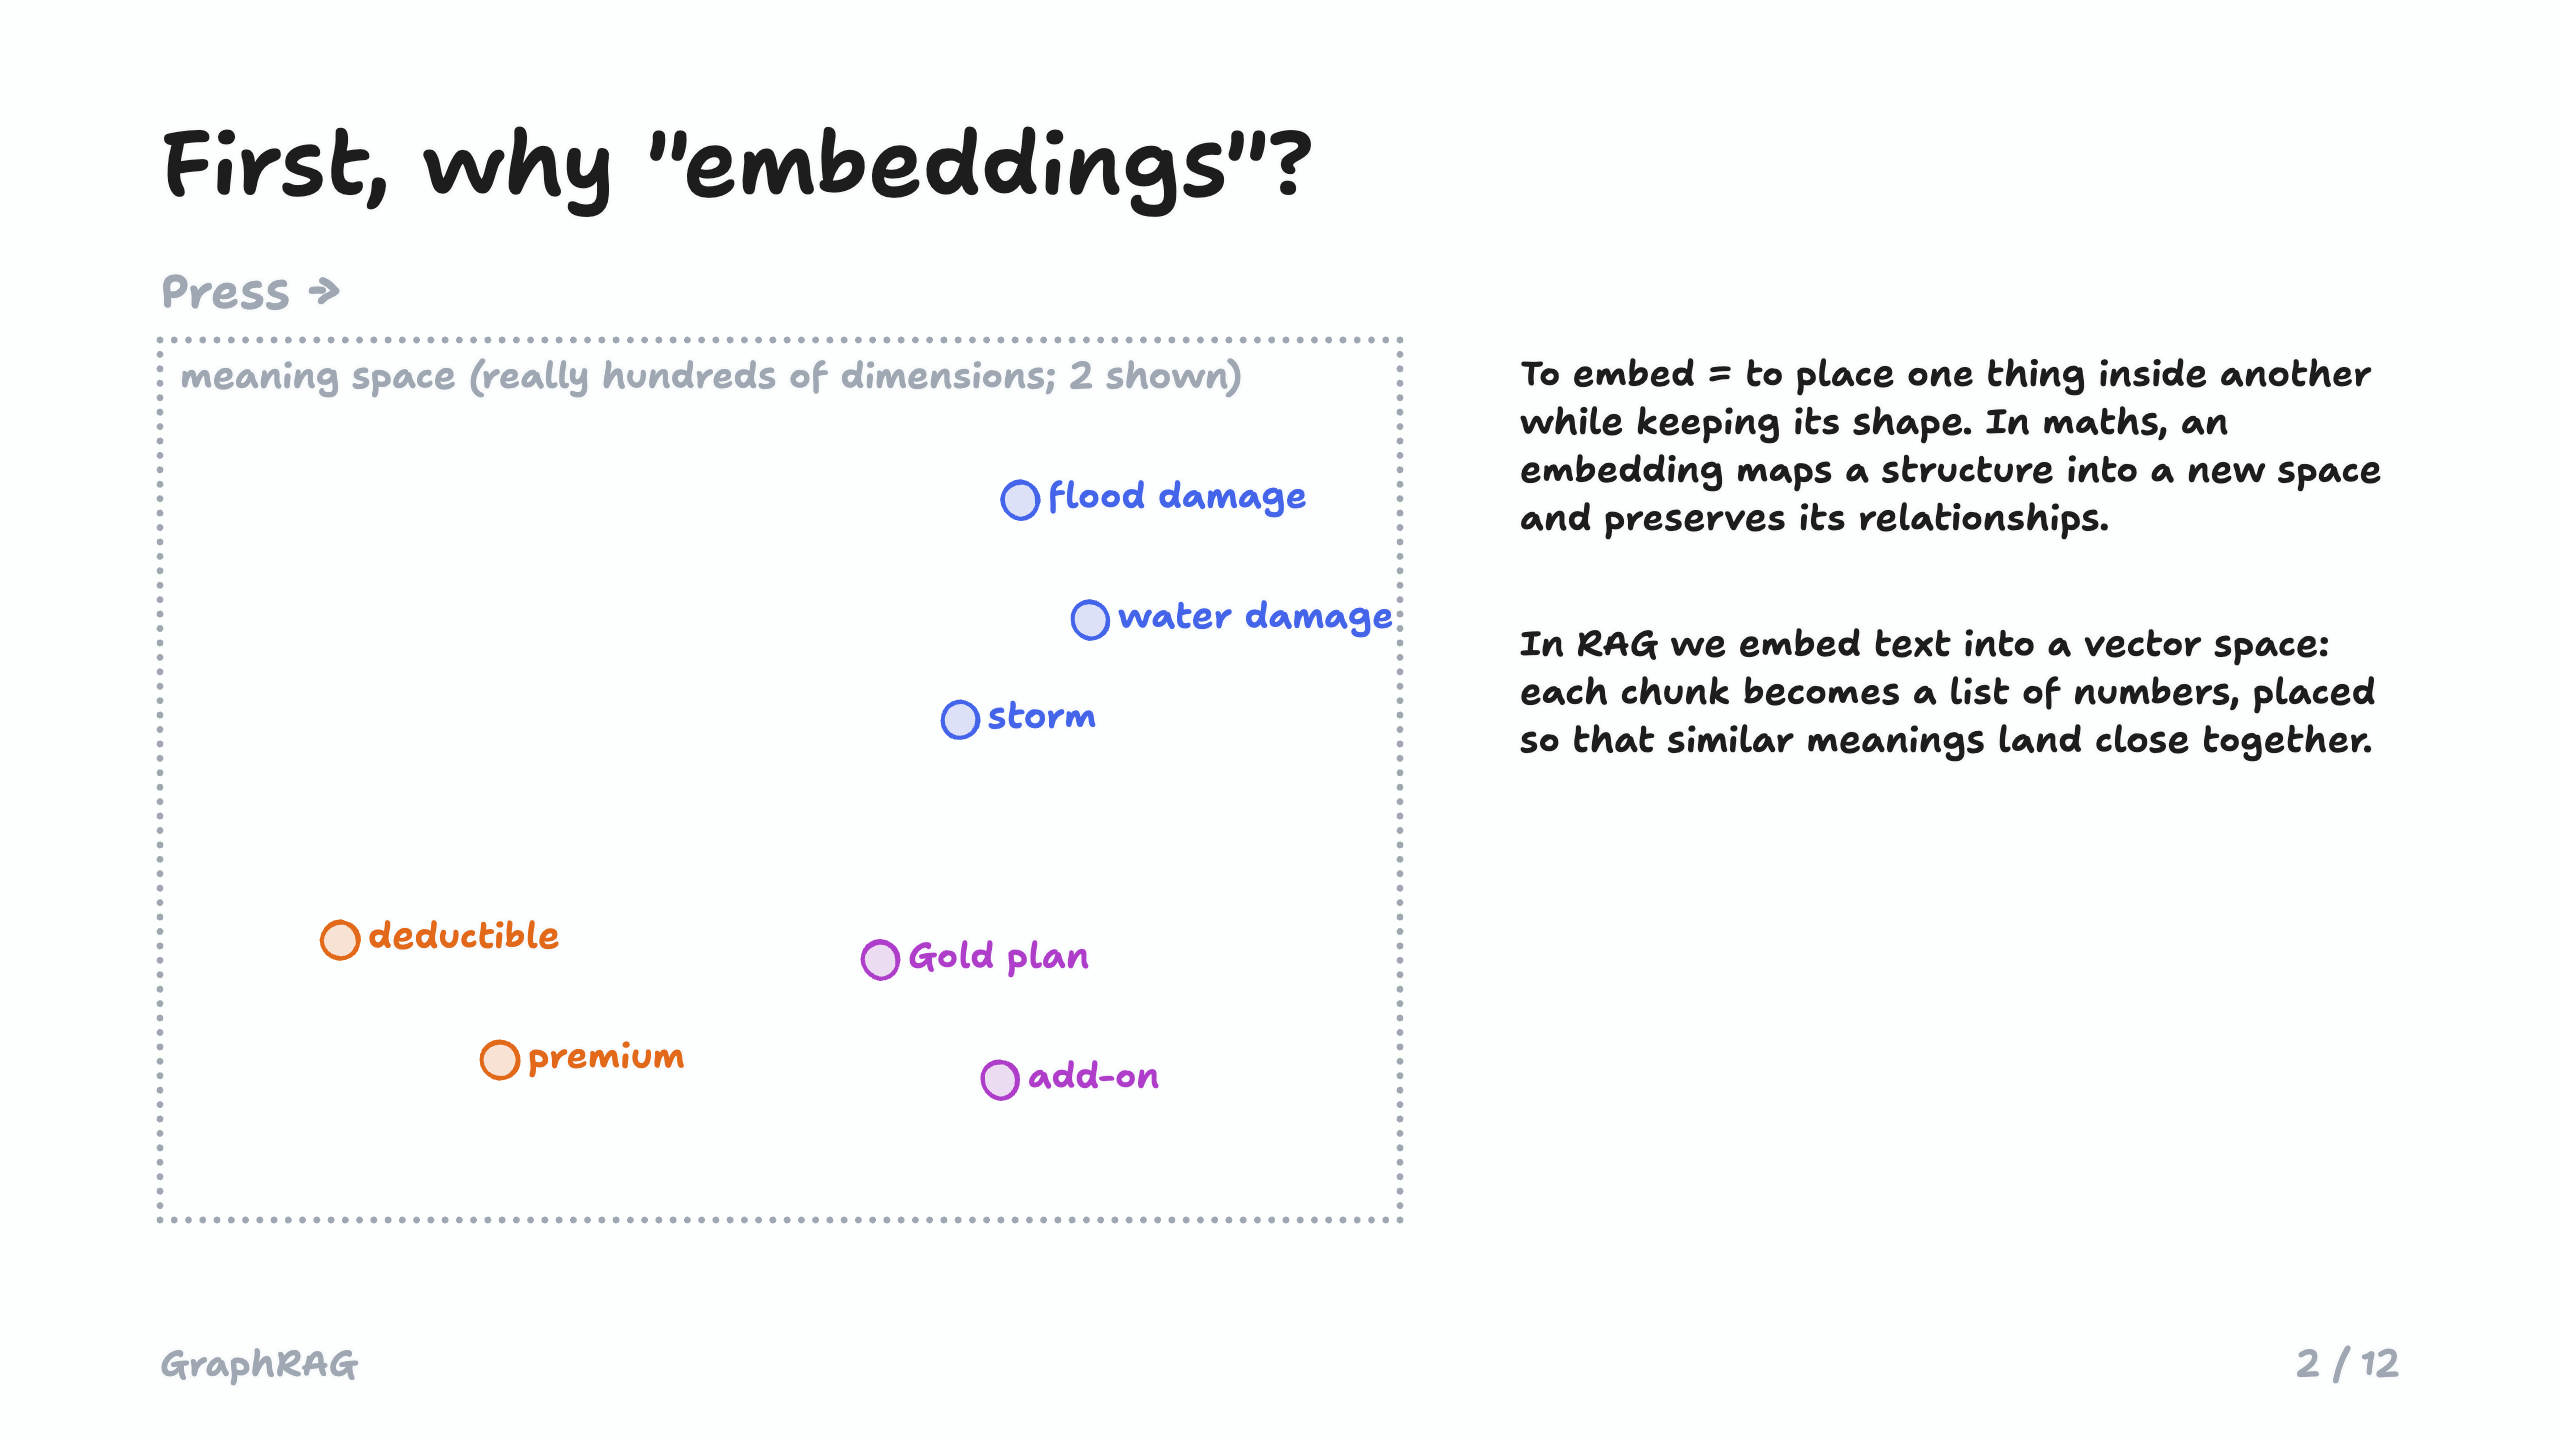 First, why "embeddings"?
Press →
meaning space (really hundreds of dimensions; 2 shown)
flood damage
water damage
storm
deductible
Gold plan
premium
add-on
To embed = to place one thing inside another
while keeping its shape. In maths, an
embedding maps a structure into a new space
and preserves its relationships.
In RAG we embed text into a vector space:
each chunk becomes a list of numbers, placed
so that similar meanings land close together.
GraphRAG
2 / 12